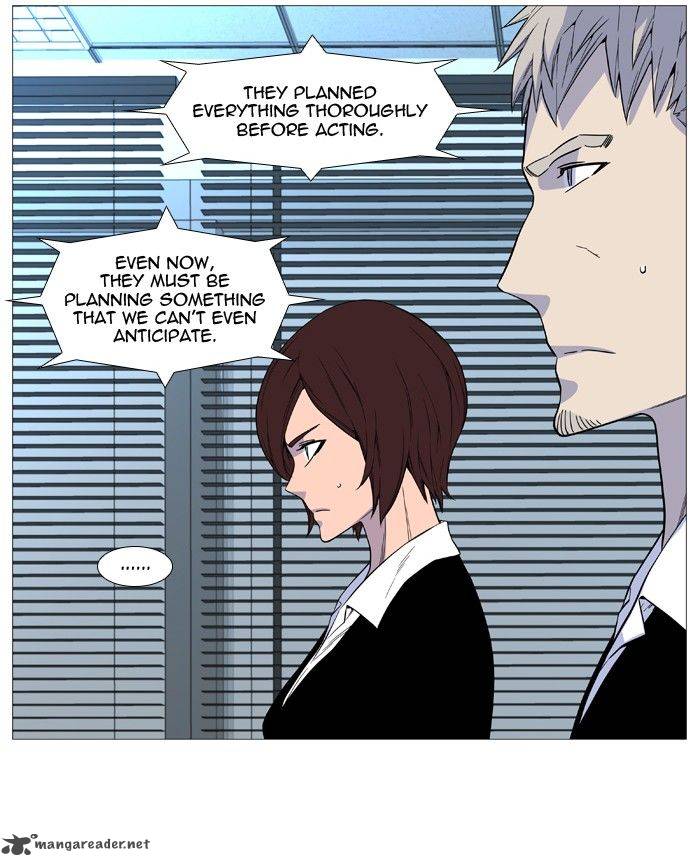 THEY PLANNED
EVERYTHING THOROUGHLY
BEFORE ACTING.
EVEN NOW,
THEY MUST BE
PLANNING SOMETHING
THAT WE CAN'T EVEN
ANTICIPATE.
......
mangareader.net